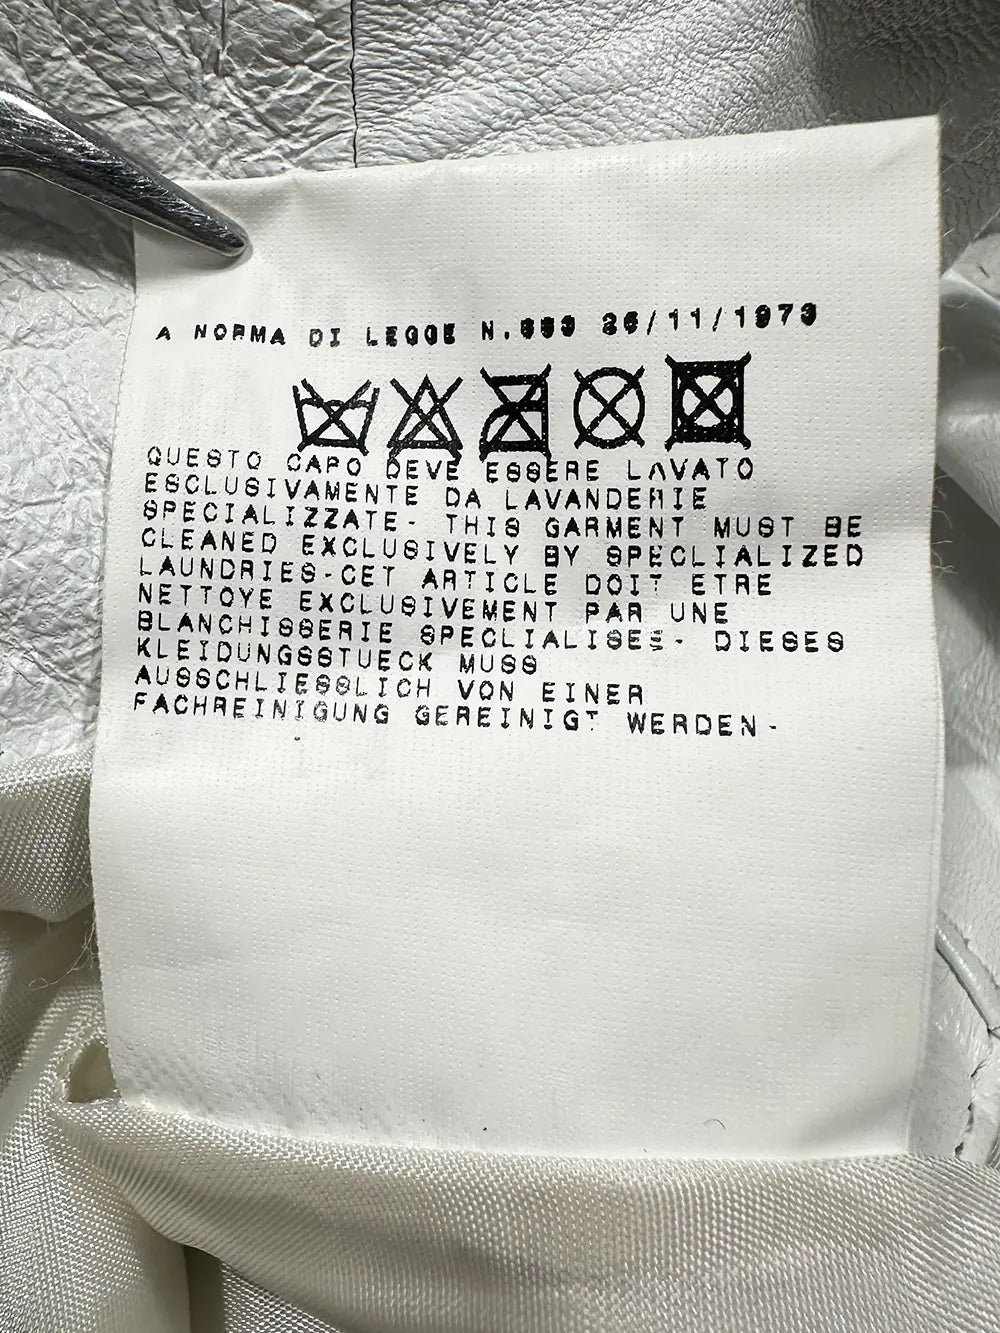 A NORMA DI LEGGE N.883 26/11/1973
QUESTO CAPO DEVE ESSERE LAVATO
ESCLUSIVAMENTE DA LAVANDERIE
SPECIALIZZATE- THIS GARMENT MUST BE
CLEANED EXCLUSIVELY BY SPECLIALIZED
LAUNDRIES-CET ARTICLE DOIT ETRE
NETTOYE EXCLUSIVEMENT PAR UNE
BLANCHISSERIE SPECLIALISEE- DIESES
KLEIDUNGSSTUECK MUSS
AUSSCHLIESSLICH VON EINER
FACHREINIGUNG GEREINIGT WERDEN-